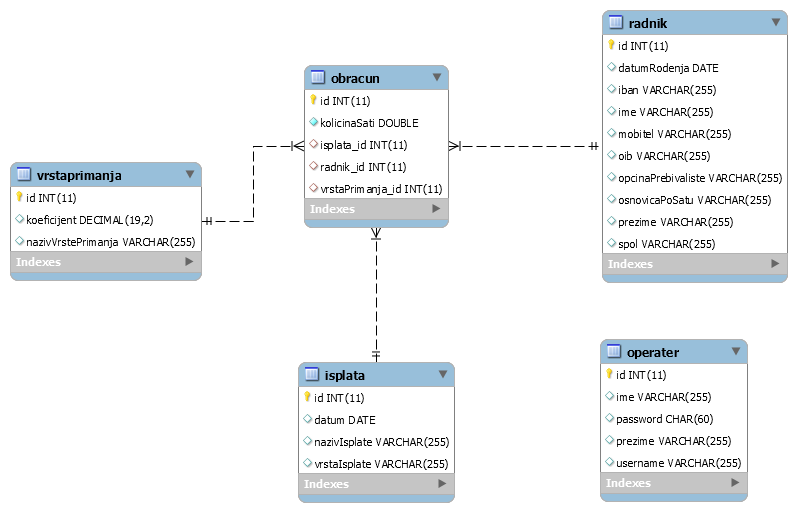 radnik
id INT(11)
datumRodenja DATE
iban VARCHAR(255)
ime VARCHAR(255)
mobitel VARCHAR(255)
oib VARCHAR(255)
opcinaPrebivaliste VARCHAR(255)
osnovicaPoSatu VARCHAR(255)
prezime VARCHAR(255)
spol VARCHAR(255)
Indexes
obracun
id INT(11)
kolicinaSati DOUBLE
isplata_id INT(11)
radnik_id INT(11)
vrstaPrimanja_id INT(11)
Indexes
vrstaprimanja
id INT(11)
koeficijent DECIMAL(19,2)
nazivVrstePrimanja VARCHAR(255)
Indexes
isplata
id INT(11)
datum DATE
nazivIsplate VARCHAR(255)
vrstaIsplate VARCHAR(255)
Indexes
operater
id INT(11)
ime VARCHAR(255)
password CHAR(60)
prezime VARCHAR(255)
username VARCHAR(255)
Indexes